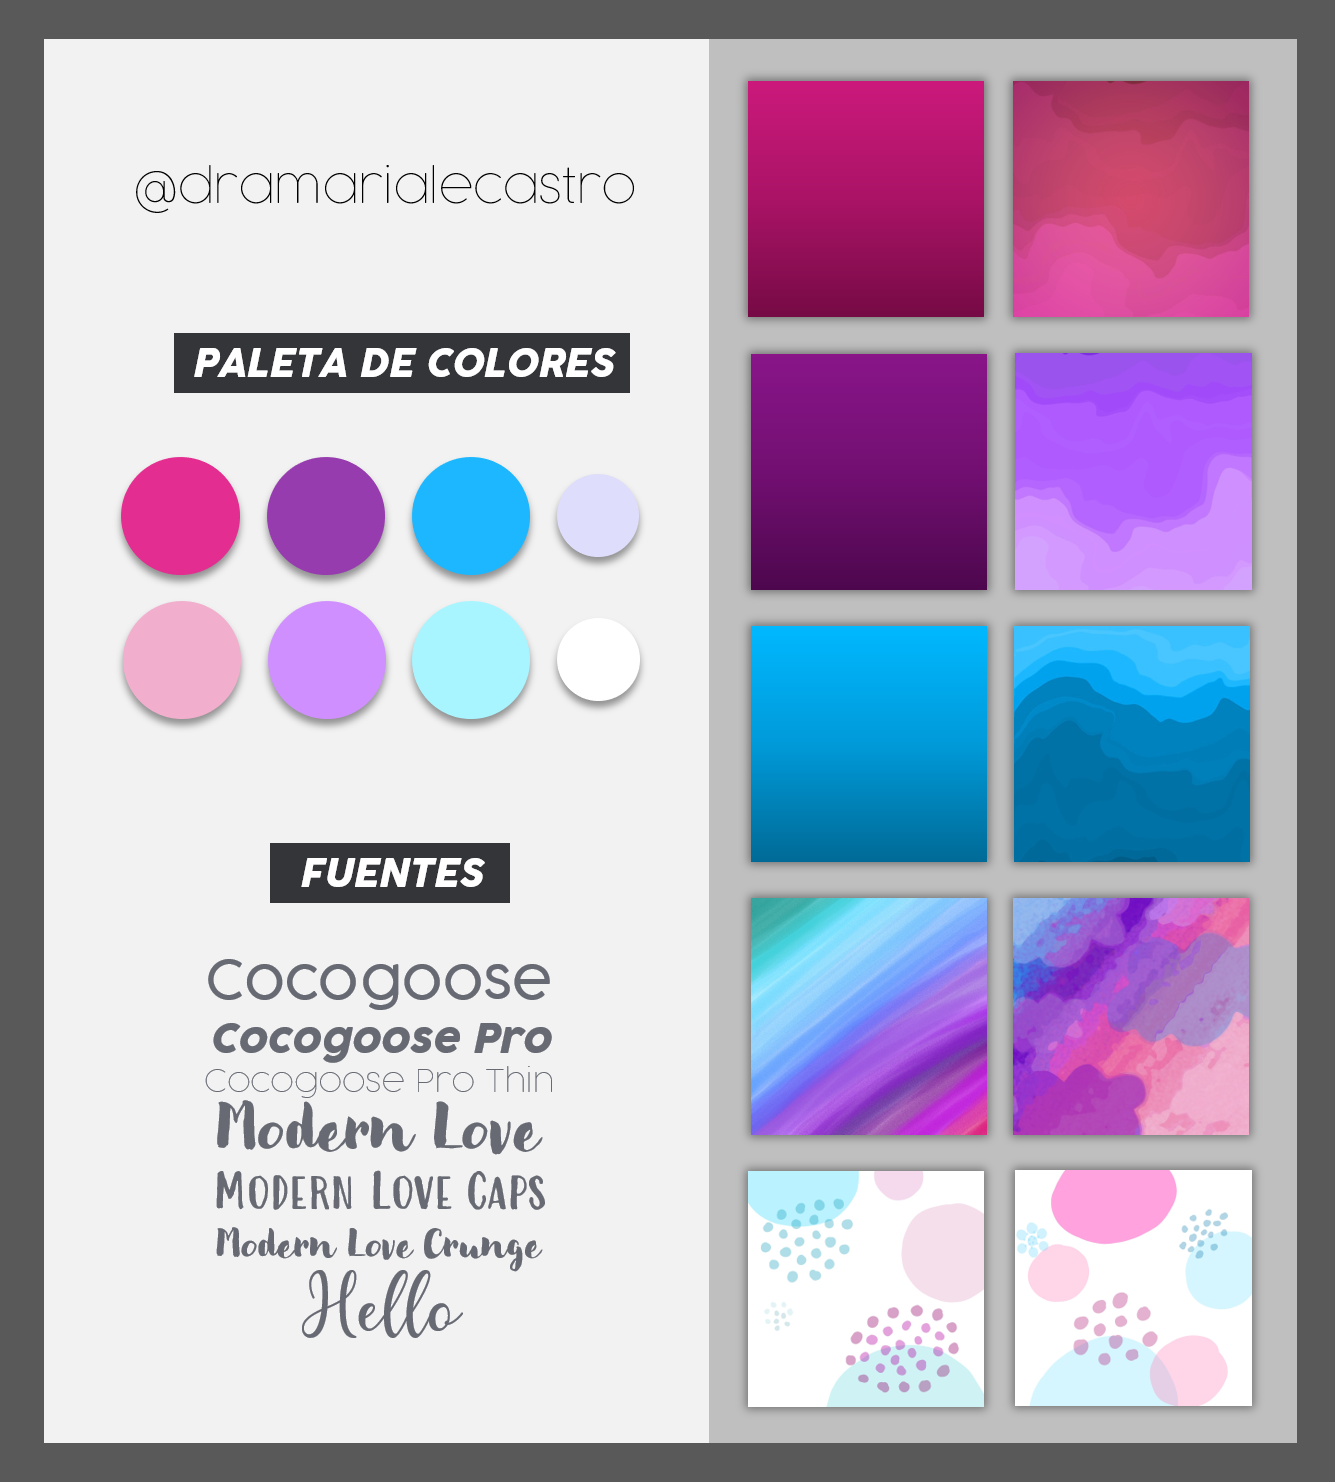 @dramarialecastro
PALETA DE COLORES
FUENTES
Cocogoose
Cocogoose Pro
Cocogoose Pro Thin
Modern Love
MODERN LOVE CAPS
Modern Love Crunge
Hello